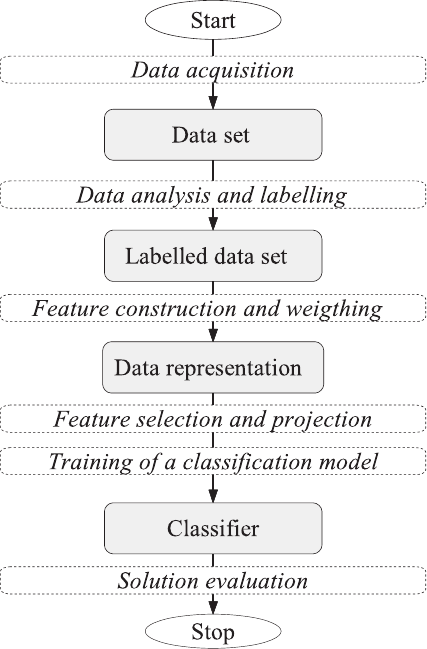 Start
Data acquisition
Data set
Data analysis and labelling
Labelled data set
Feature construction and weigthing
Data representation
Feature selection and projection
Training of a classification model
Classifier
Solution evaluation
Stop